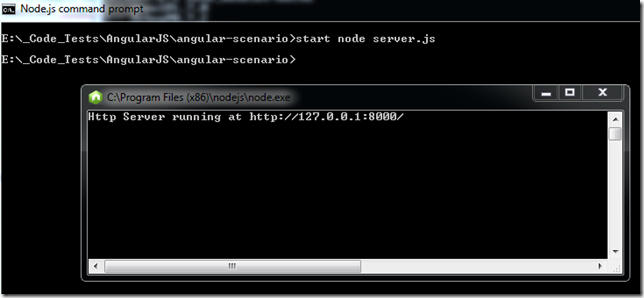 Node.js command prompt
E:\_Code_Tests\AngularJS\angular-scenario>start node server.js
E:\_Code_Tests\AngularJS\angular-scenario>
C:\Program Files (x86)\nodejs\node.exe
Http Server running at http://127.0.0.1:8000/